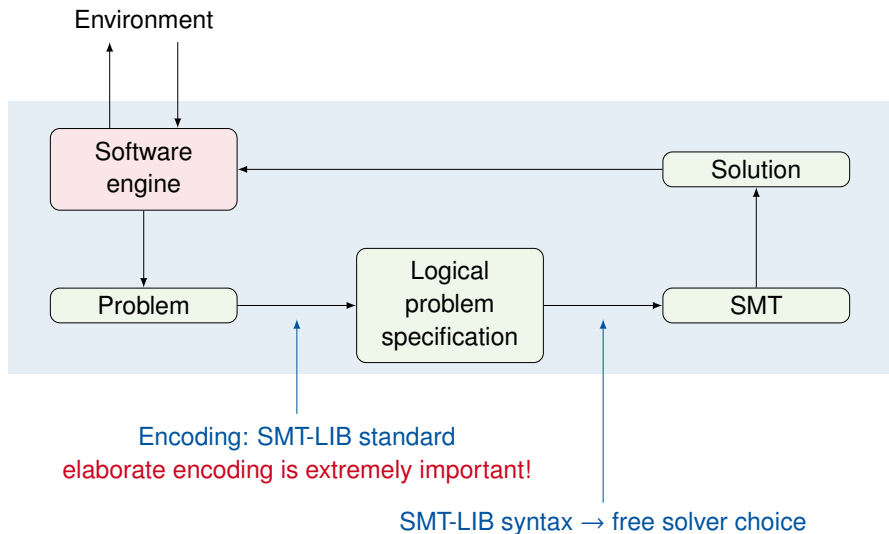 Environment
Software
engine
Solution
Problem
Logical
problem
specification
SMT
Encoding: SMT-LIB standard
elaborate encoding is extremely important!
SMT-LIB syntax → free solver choice